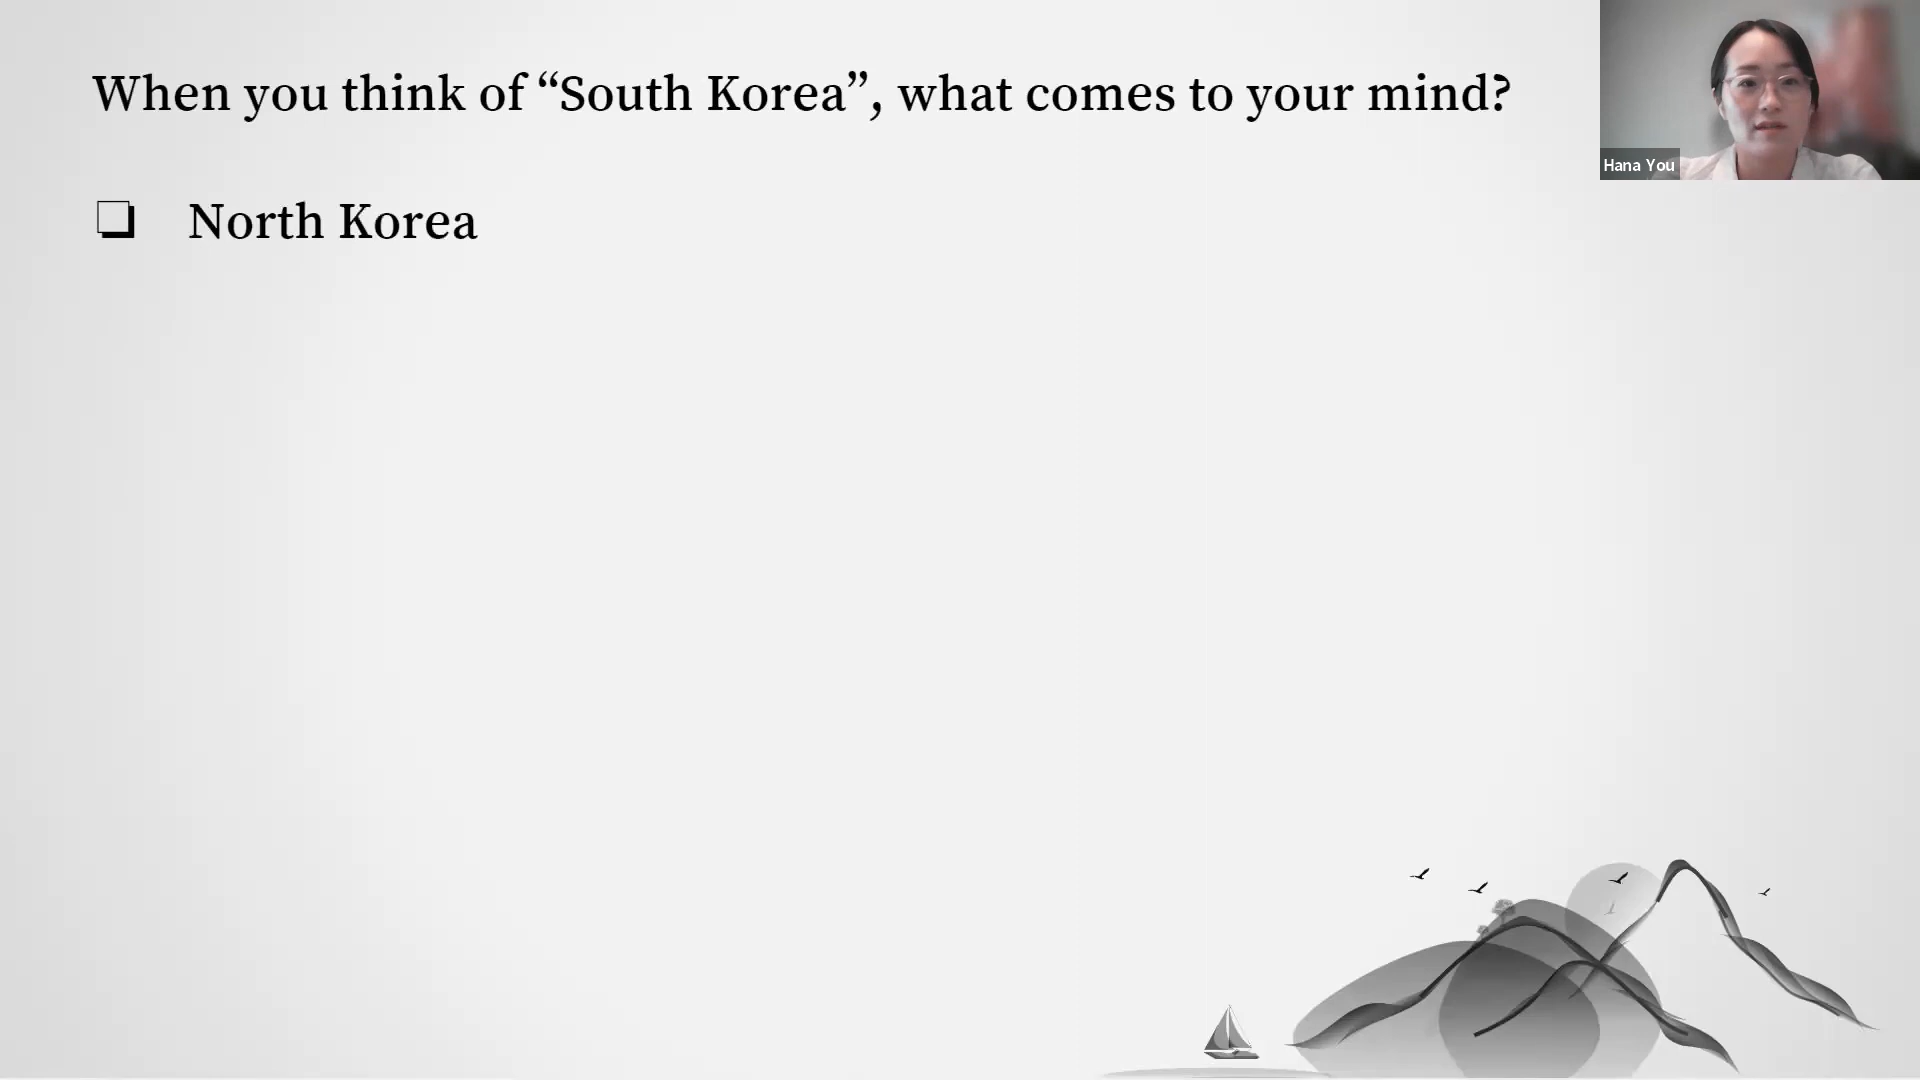 When you think of “South Korea”, what comes to your mind?
❏ North Korea
Hana You